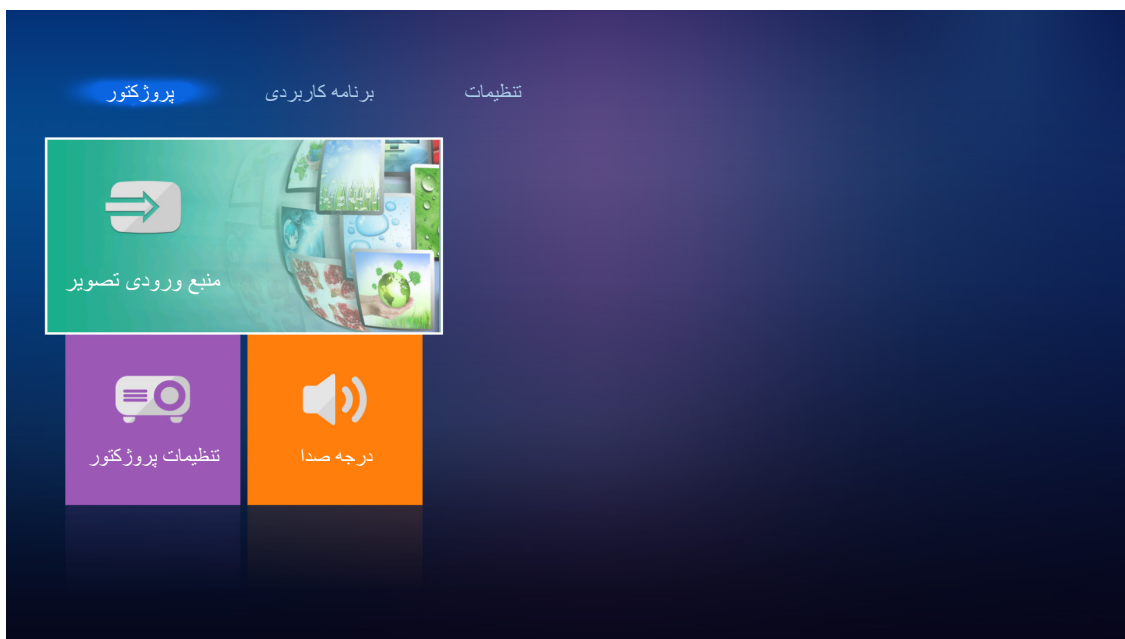 پروژکتور
برنامه کاربردی
تنظیمات
منبع ورودی تصویر
تنظیمات پروژکتور
درجه صدا